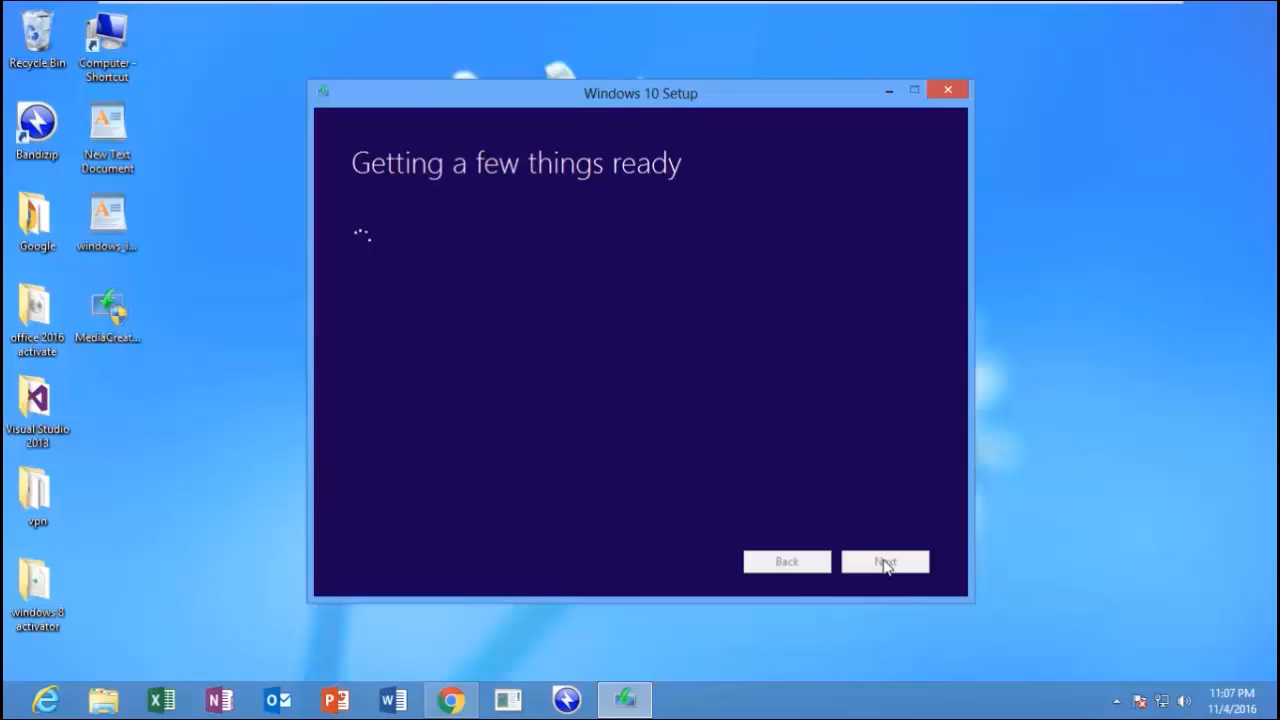 Recycle Bin
Computer -
Shortcut
Bandizip
New Text
Document
Google
windows_i...
office 2016
activate
MediaCreat...
Visual Studio
2013
vpn
windows 8
activator
Windows 10 Setup
Getting a few things ready
Back
Next
11:07 PM
11/4/2016